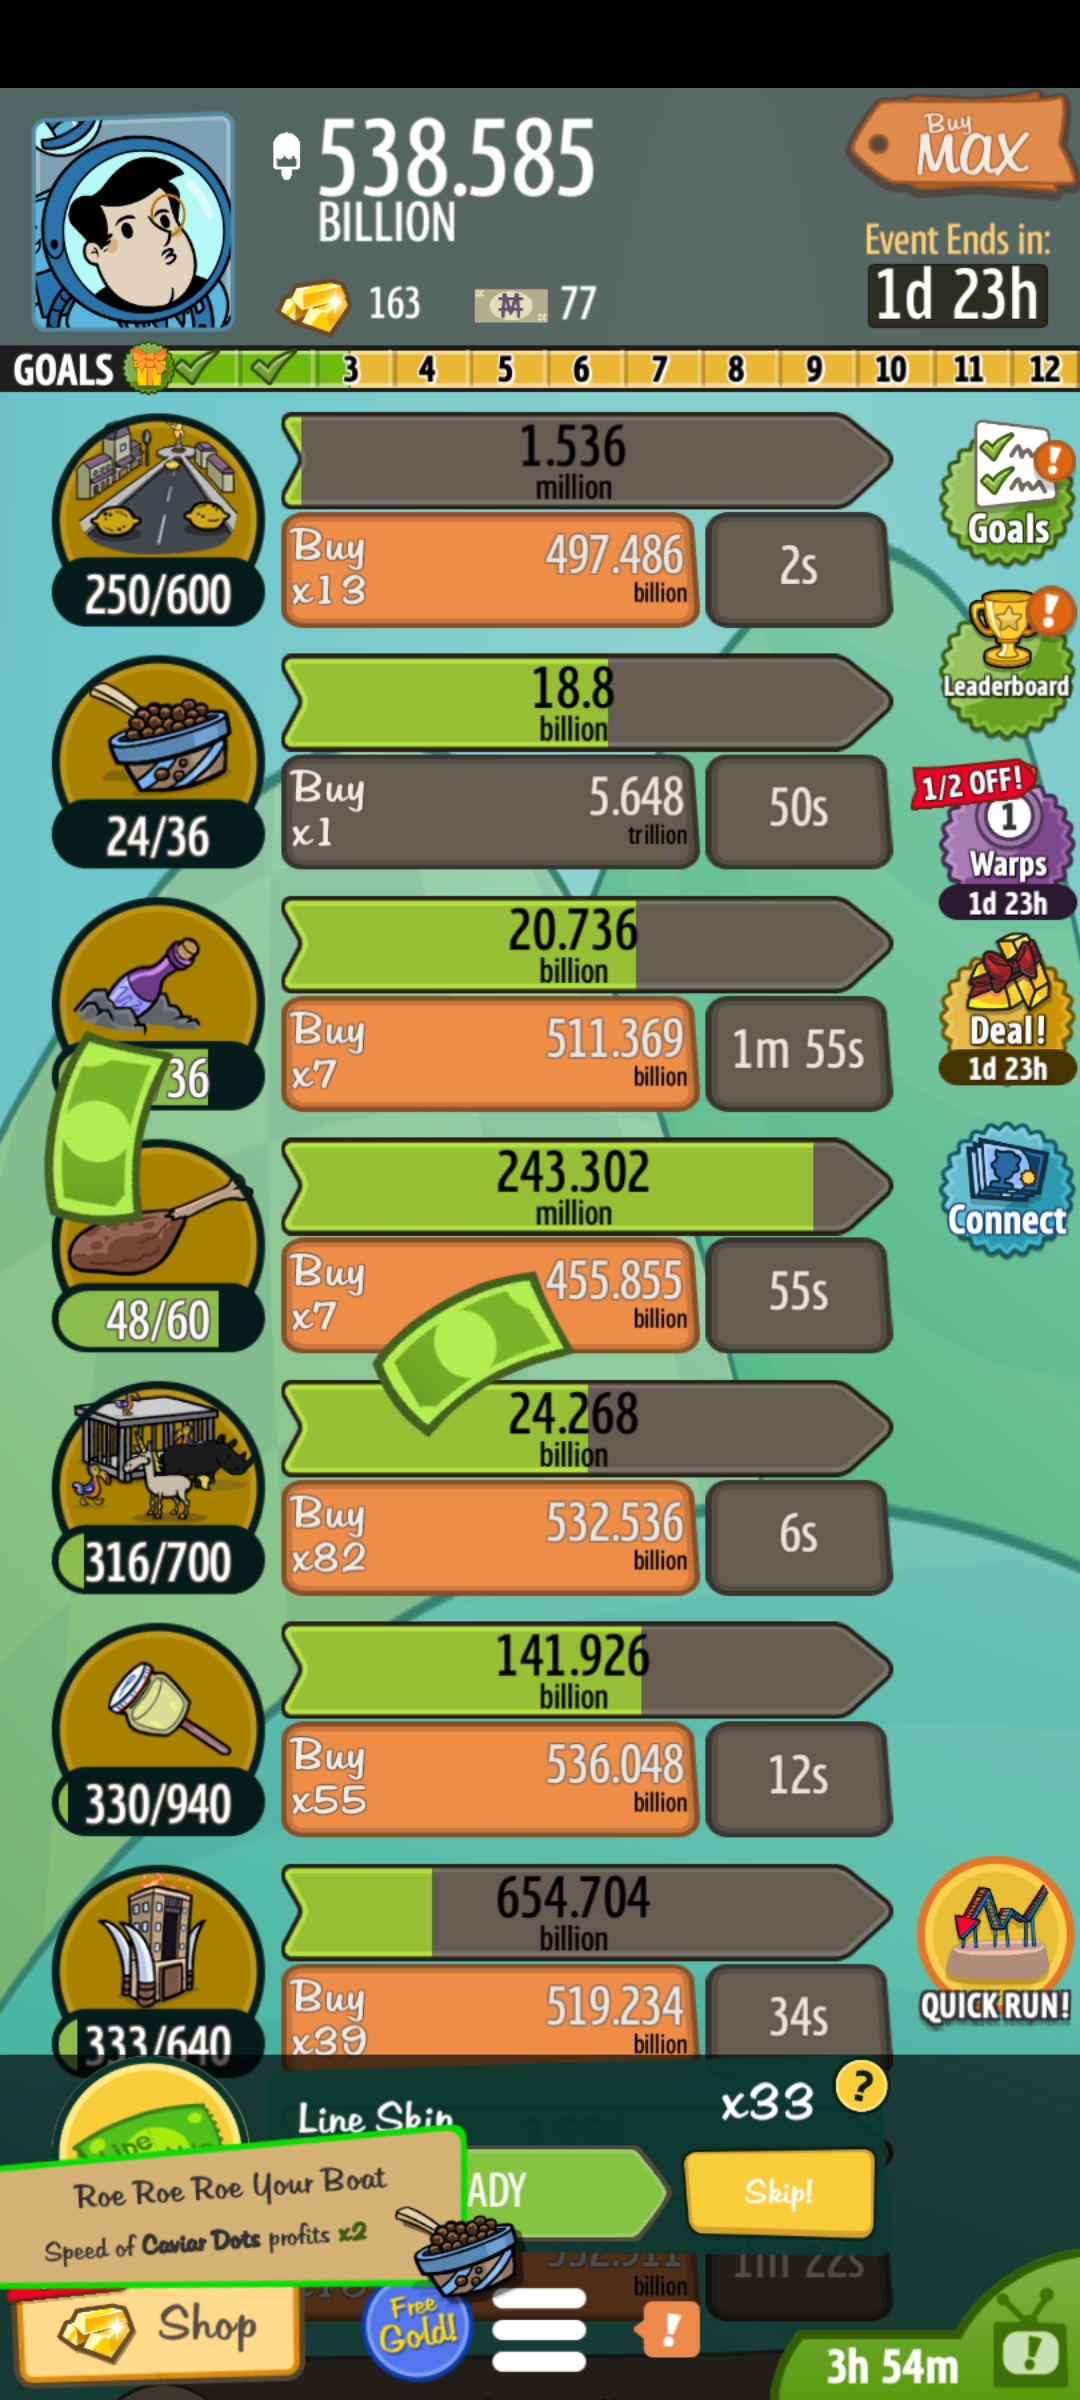 538.585
BILLION
163
77
Buy
MAX
Event Ends in:
1d 23h
GOALS
3 4 5 6 7 8 9 10 11 12
1.536
million
250/600
Buy
x13
497.486
billion
2s
Goals
Leaderboard
18.8
billion
24/36
Buy
x1
5.648
trillion
50s
1/2 OFF!
1
Warps
1d 23h
20.736
billion
36
Buy
x7
511.369
billion
1m 55s
Deal!
1d 23h
243.302
million
48/60
Buy
x7
455.855
billion
55s
Connect
24.268
billion
316/700
Buy
x82
532.536
billion
6s
141.926
billion
330/940
Buy
x55
536.048
billion
12s
654.704
billion
333/640
Buy
x39
519.234
billion
34s
QUICK RUN!
Line Skip
x33
?
2.558
Line
ADY
Skip!
Roe Roe Roe Your Boat
Speed of Caviar Dots profits x2
532.911
billion
1m 22s
Shop
Free
Gold!
!
3h 54m